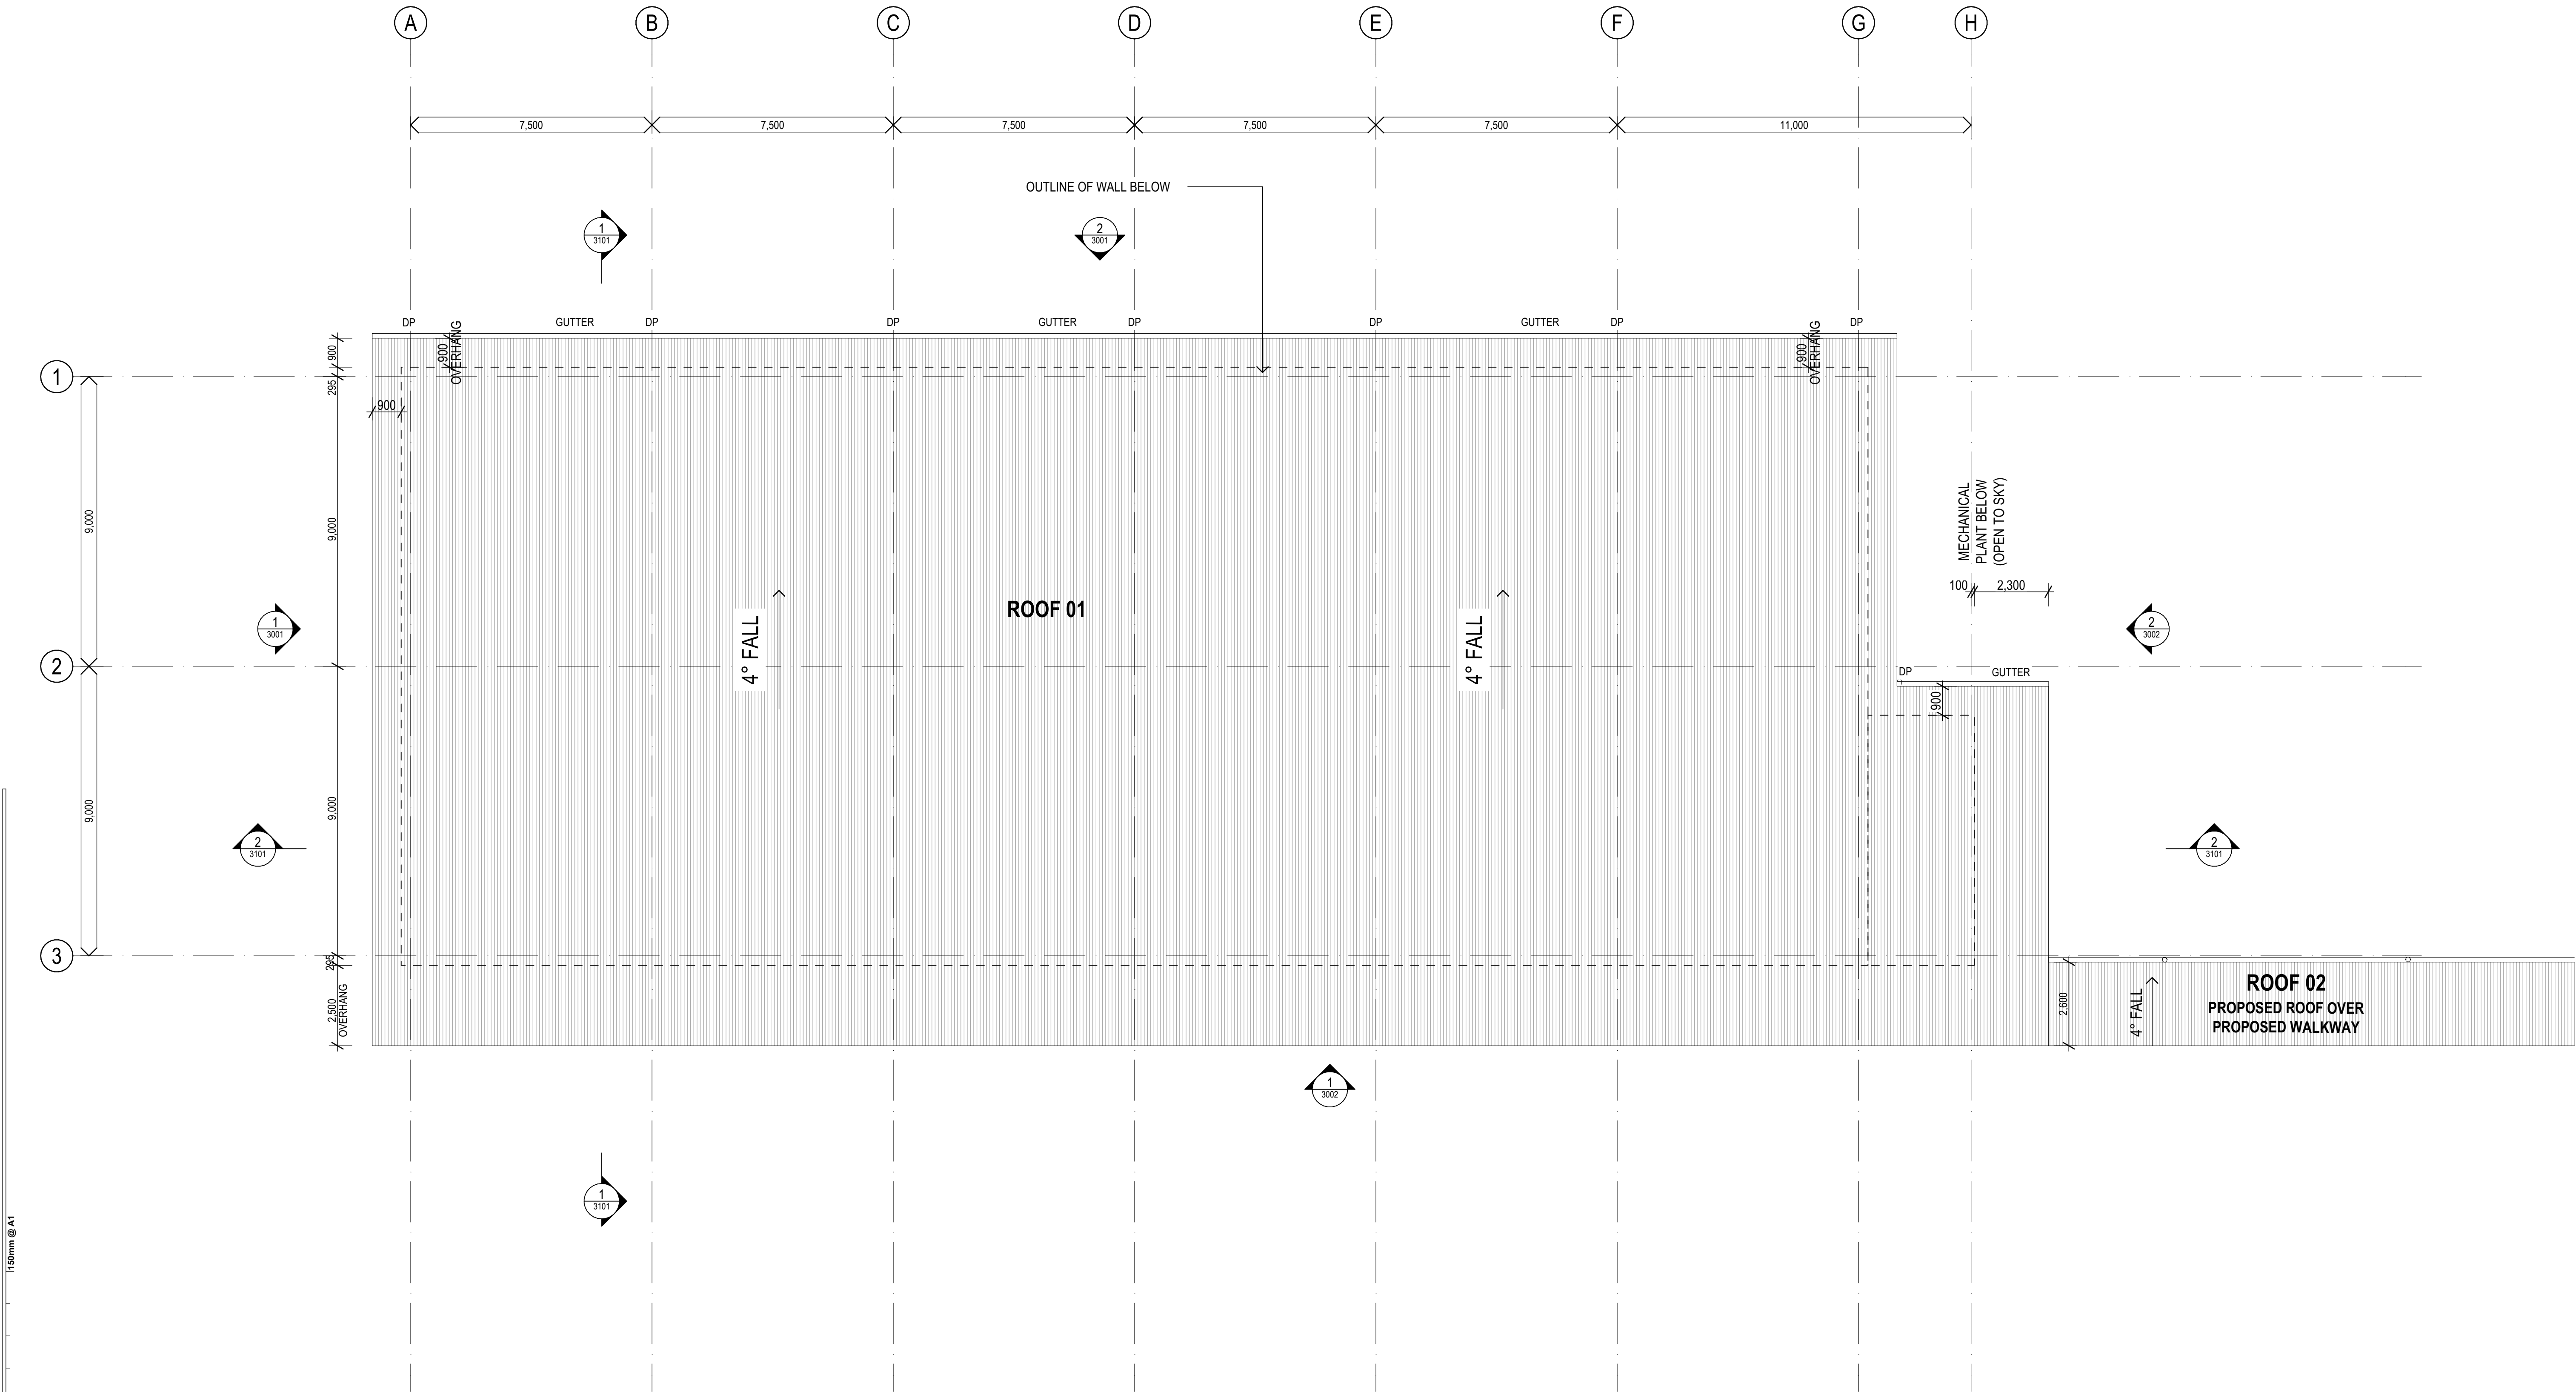 A B C D E F G H
7,500 7,500 7,500 7,500 7,500 11,000
OUTLINE OF WALL BELOW
1
3101
2
3001
DP GUTTER DP DP GUTTER DP DP GUTTER DP DP
900
OVERHANG
900
OVERHANG
900
295
1
900
9,000
9,000
MECHANICAL
PLANT BELOW
(OPEN TO SKY)
100 2,300
ROOF 01
4° FALL
4° FALL
1
3001
2
3002
2
DP GUTTER
900
9,000
9,000
2
3101
2
3101
3
295
2,500
OVERHANG
2,600
4° FALL
ROOF 02
PROPOSED ROOF OVER
PROPOSED WALKWAY
1
3002
1
3101
150mm @ A1